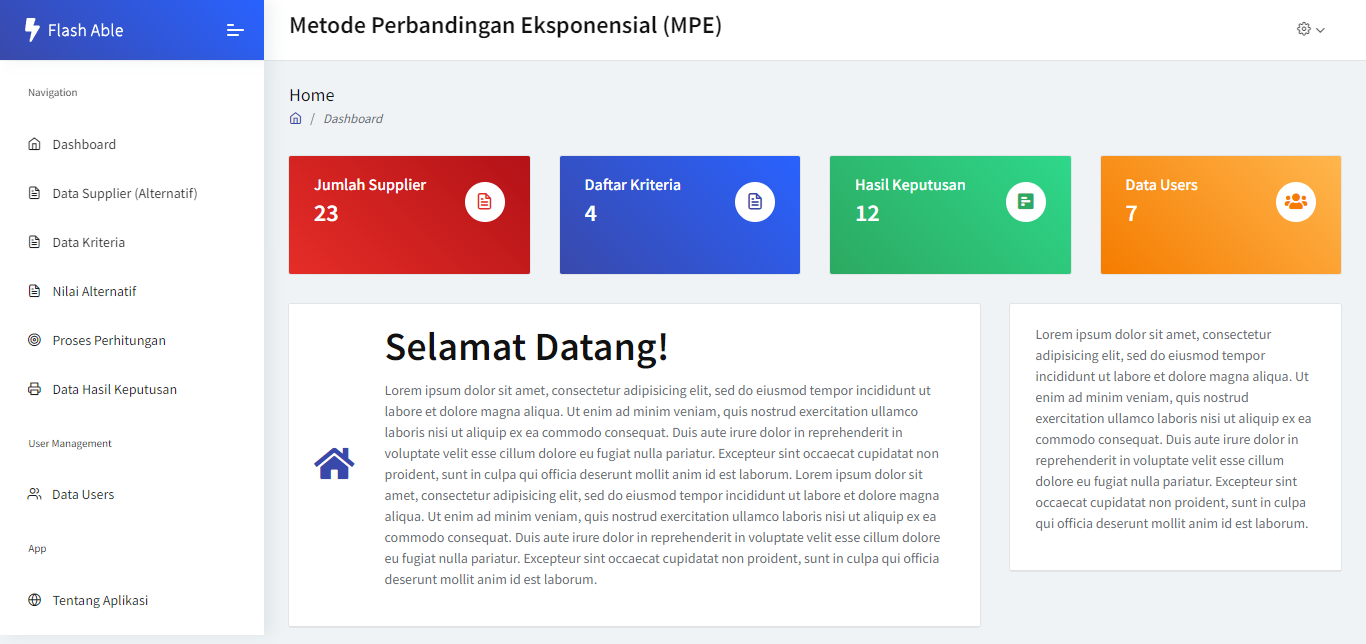 Flash Able
Navigation
Dashboard
Data Supplier (Alternatif)
Data Kriteria
Nilai Alternatif
Proses Perhitungan
Data Hasil Keputusan
User Management
Data Users
App
Tentang Aplikasi
Metode Perbandingan Eksponensial (MPE)
Home
/ Dashboard
Jumlah Supplier
23
Daftar Kriteria
4
Hasil Keputusan
12
Data Users
7
Selamat Datang!
Lorem ipsum dolor sit amet, consectetur adipisicing elit, sed do eiusmod tempor incididunt ut
labore et dolore magna aliqua. Ut enim ad minim veniam, quis nostrud exercitation ullamco
laboris nisi ut aliquip ex ea commodo consequat. Duis aute irure dolor in reprehenderit in
voluptate velit esse cillum dolore eu fugiat nulla pariatur. Excepteur sint occaecat cupidatat non
proident, sunt in culpa qui officia deserunt mollit anim id est laborum. Lorem ipsum dolor sit
amet, consectetur adipisicing elit, sed do eiusmod tempor incididunt ut labore et dolore magna
aliqua. Ut enim ad minim veniam, quis nostrud exercitation ullamco laboris nisi ut aliquip ex ea
commodo consequat. Duis aute irure dolor in reprehenderit in voluptate velit esse cillum dolore
eu fugiat nulla pariatur. Excepteur sint occaecat cupidatat non proident, sunt in culpa qui officia
deserunt mollit anim id est laborum.
Lorem ipsum dolor sit amet, consectetur
adipisicing elit, sed do eiusmod tempor
incididunt ut labore et dolore magna aliqua. Ut
enim ad minim veniam, quis nostrud
exercitation ullamco laboris nisi ut aliquip ex ea
commodo consequat. Duis aute irure dolor in
reprehenderit in voluptate velit esse cillum
dolore eu fugiat nulla pariatur. Excepteur sint
occaecat cupidatat non proident, sunt in culpa
qui officia deserunt mollit anim id est laborum.